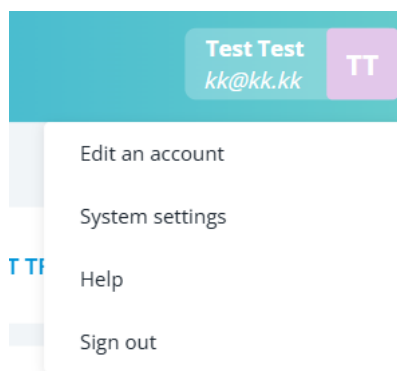 Test Test
kk@kk.kk
TT
Edit an account
System settings
Help
Sign out